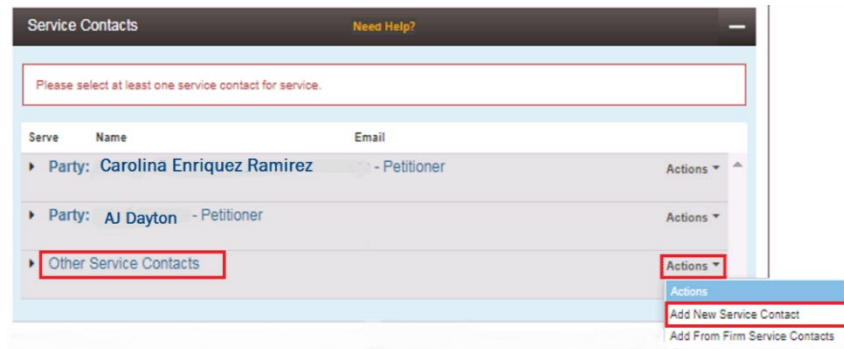 Service Contacts Need Help?
Please select at least one service contact for service.
Serve Name Email
Party: Carolina Enriquez Ramirez - Petitioner Actions
Party: AJ Dayton - Petitioner Actions
Other Service Contacts Actions
Actions
Add New Service Contact
Add From Firm Service Contacts